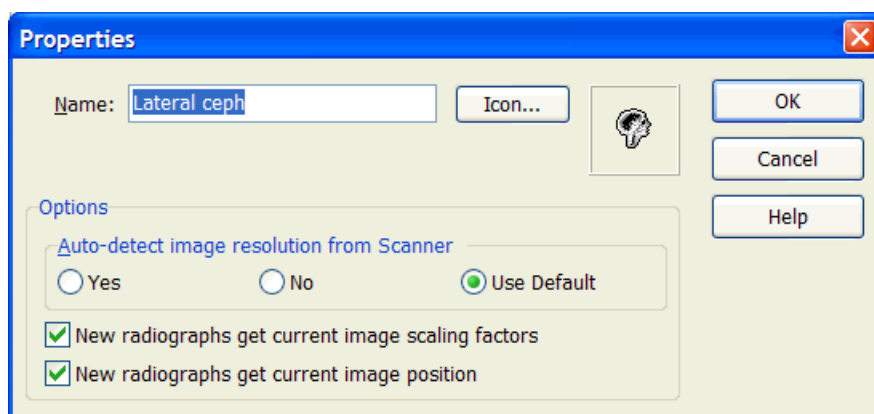 Properties
Name: Lateral ceph Icon... OK
Cancel
Help
Options
Auto-detect image resolution from Scanner
Yes No Use Default
New radiographs get current image scaling factors
New radiographs get current image position